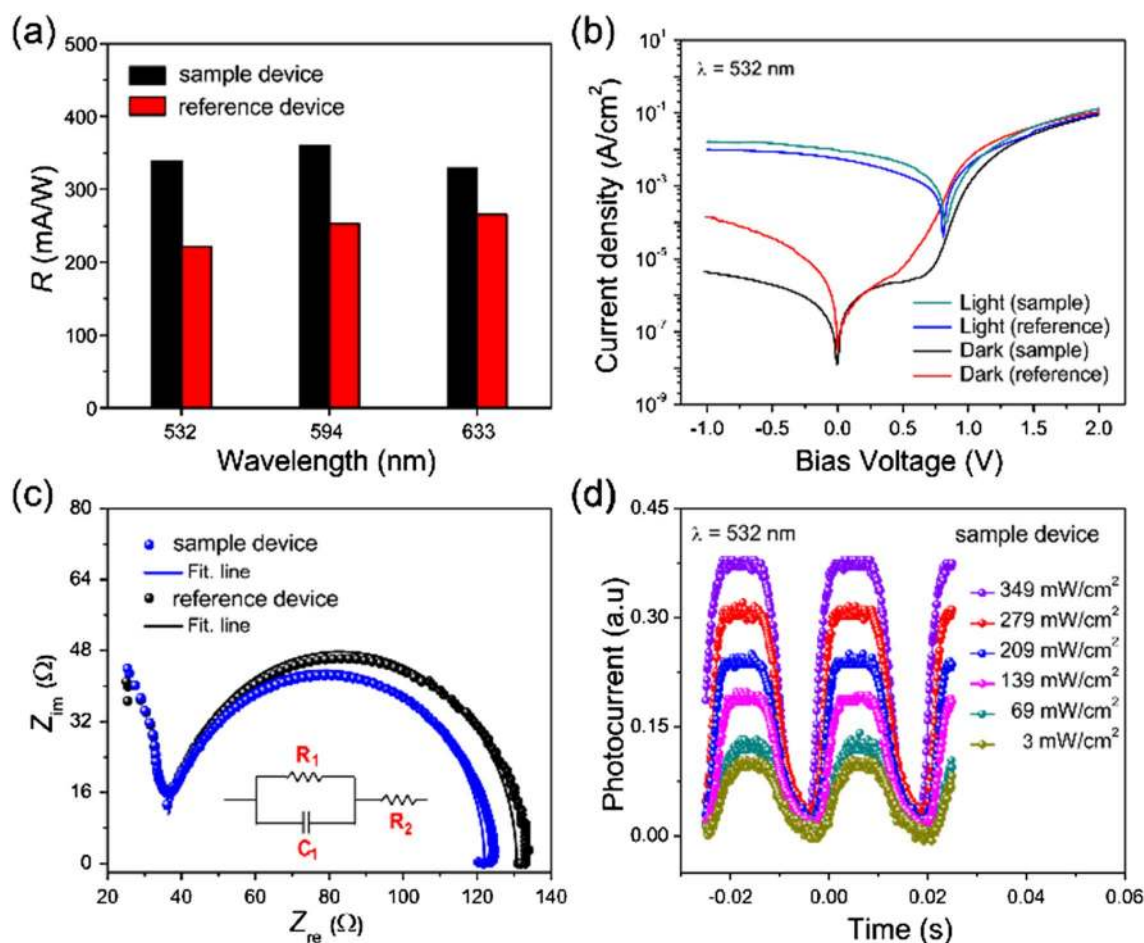 (a)
500
400
300
200
100
0
R (mA/W)
sample device
reference device
532
594
633
Wavelength (nm)
(b)
10¹
10⁻¹
10⁻³
10⁻⁵
10⁻⁷
10⁻⁹
Current density (A/cm²)
λ = 532 nm
Light (sample)
Light (reference)
Dark (sample)
Dark (reference)
-1.0
-0.5
0.0
0.5
1.0
1.5
2.0
Bias Voltage (V)
(c)
80
64
48
32
16
0
Z_im (Ω)
sample device
Fit. line
reference device
Fit. line
R₁
C₁
R₂
20
40
60
80
100
120
140
Z_re (Ω)
(d)
0.45
0.30
0.15
0.00
Photocurrent (a.u)
λ = 532 nm
sample device
349 mW/cm²
279 mW/cm²
209 mW/cm²
139 mW/cm²
69 mW/cm²
3 mW/cm²
-0.02
0.00
0.02
0.04
0.06
Time (s)